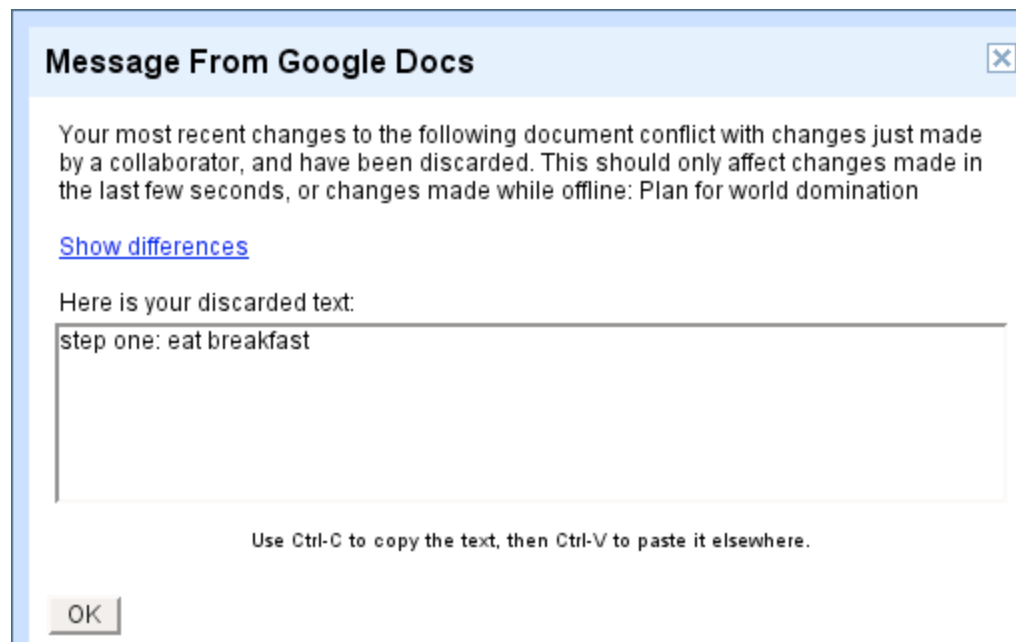 Message From Google Docs
Your most recent changes to the following document conflict with changes just made
by a collaborator, and have been discarded. This should only affect changes made in
the last few seconds, or changes made while offline: Plan for world domination
Show differences
Here is your discarded text:
step one: eat breakfast
Use Ctrl-C to copy the text, then Ctrl-V to paste it elsewhere.
OK